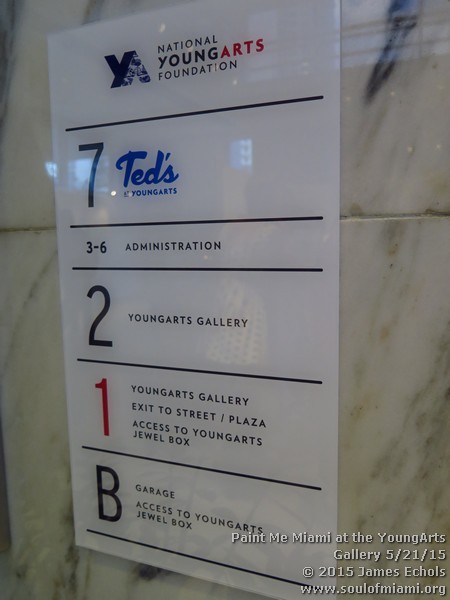 YA
NATIONAL
YOUNGARTS
FOUNDATION
7
Ted's
at YOUNGARTS
3-6 ADMINISTRATION
2
YOUNGARTS GALLERY
1
YOUNGARTS GALLERY
EXIT TO STREET / PLAZA
ACCESS TO YOUNGARTS
JEWEL BOX
B
GARAGE
ACCESS TO YOUNGARTS
JEWEL BOX
Paint Me Miami at the YoungArts
Gallery 5/21/15
© 2015 James Echols
www.soulofmiami.org